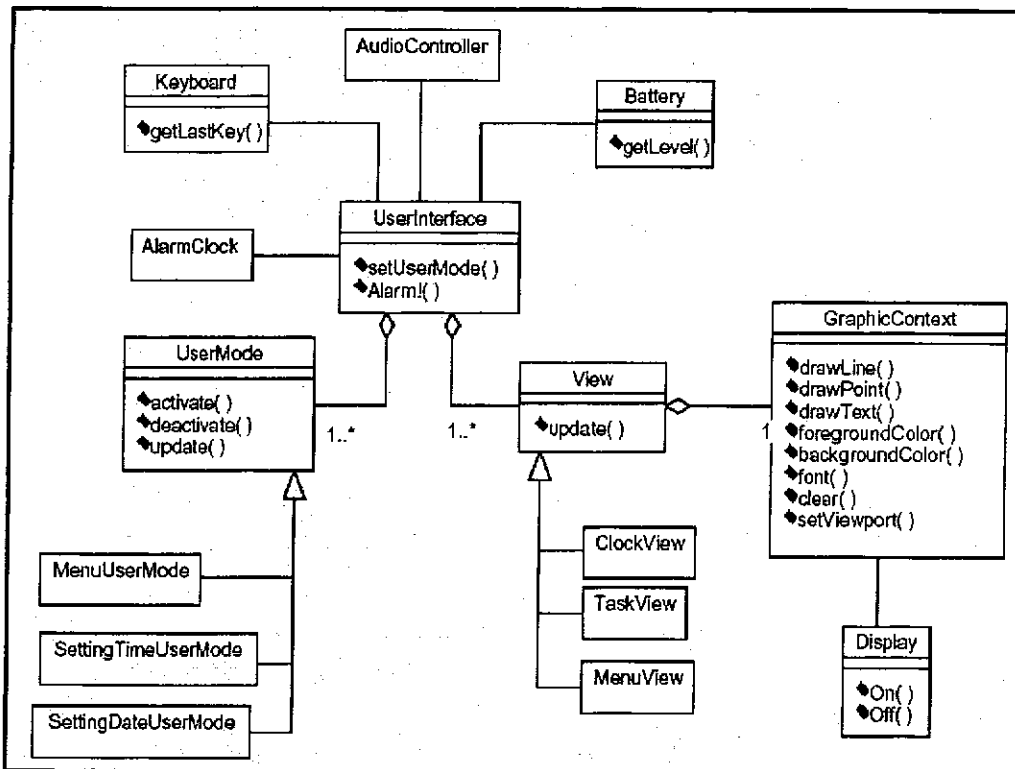 AudioController
Keyboard
getLastKey( )
Battery
getLevel( )
UserInterface
setUserMode( )
Alarm!( )
AlarmClock
UserMode
activate( )
deactivate( )
update( )
1..*
1..*
View
update( )
1
GraphicContext
drawLine( )
drawPoint( )
drawText( )
foregroundColor( )
backgroundColor( )
font( )
clear( )
setViewport( )
MenuUserMode
SettingTimeUserMode
SettingDateUserMode
ClockView
TaskView
MenuView
Display
On( )
Off( )